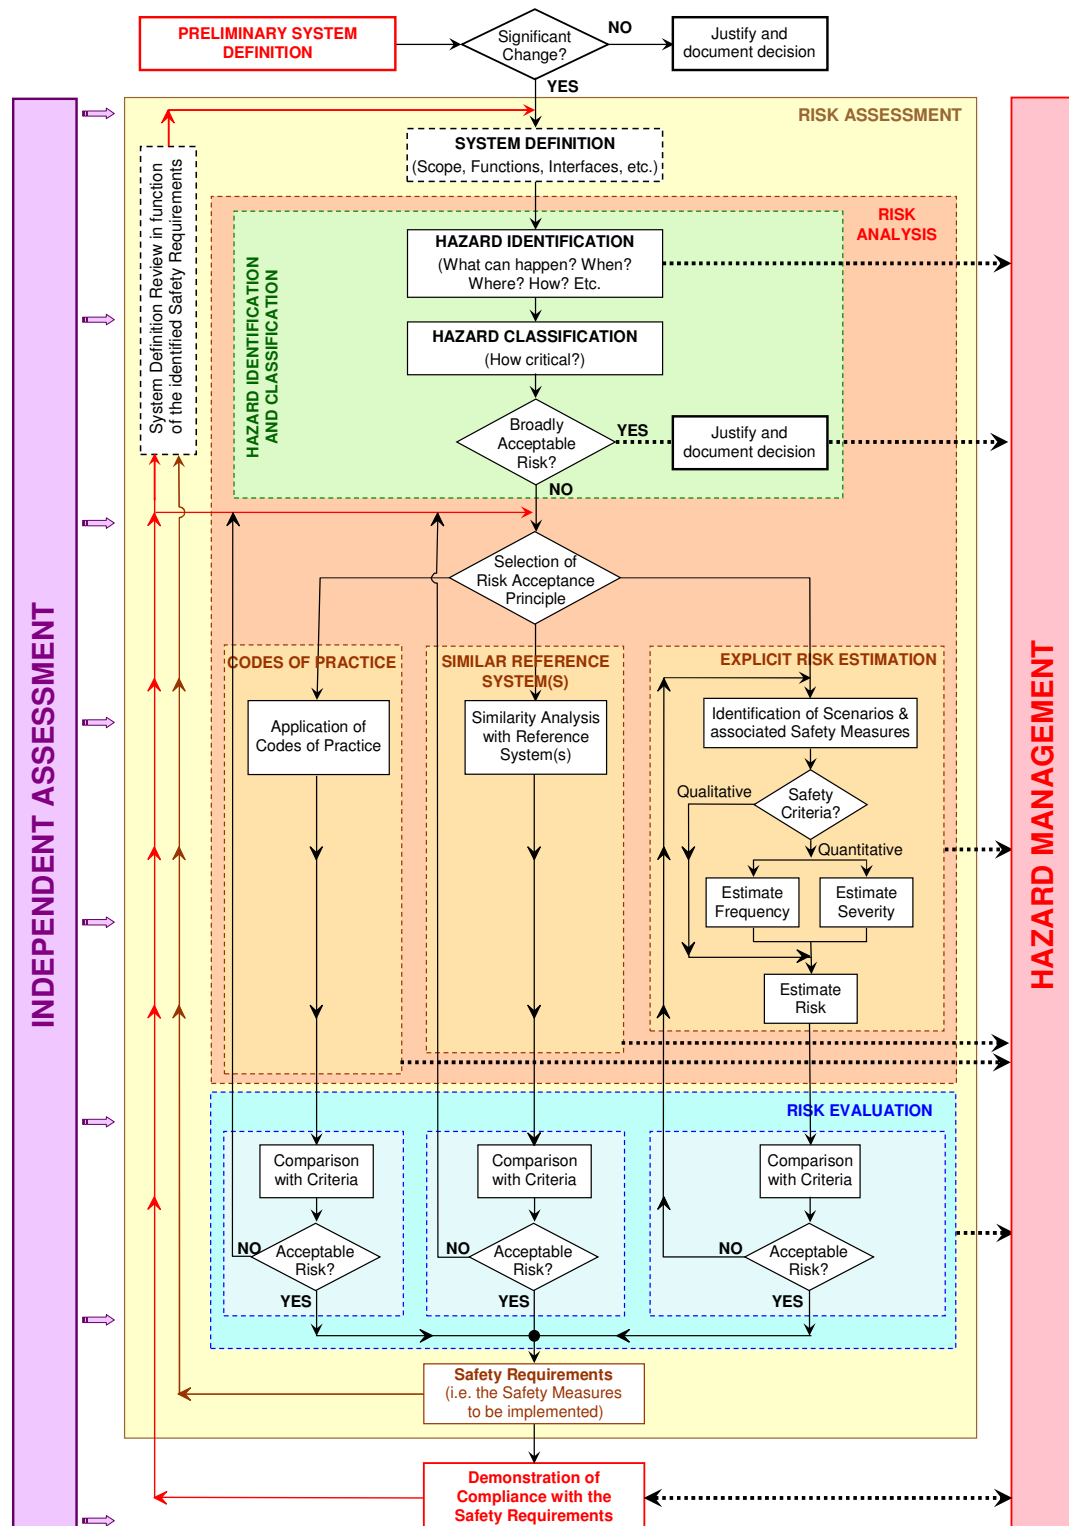 PRELIMINARY SYSTEM
DEFINITION
Significant
Change?
NO
Justify and
document decision
YES
RISK ASSESSMENT
SYSTEM DEFINITION
(Scope, Functions, Interfaces, etc.)
System Definition Review in function
of the identified Safety Requirements
RISK
ANALYSIS
HAZARD IDENTIFICATION
AND CLASSIFICATION
HAZARD IDENTIFICATION
(What can happen? When?
Where? How? Etc.
HAZARD CLASSIFICATION
(How critical?)
Broadly
Acceptable
Risk?
YES
Justify and
document decision
NO
Selection of
Risk Acceptance
Principle
INDEPENDENT ASSESSMENT
HAZARD MANAGEMENT
CODES OF PRACTICE
SIMILAR REFERENCE
SYSTEM(S)
EXPLICIT RISK ESTIMATION
Application of
Codes of Practice
Similarity Analysis
with Reference
System(s)
Identification of Scenarios &
associated Safety Measures
Qualitative
Safety
Criteria?
Quantitative
Estimate
Frequency
Estimate
Severity
Estimate
Risk
RISK EVALUATION
Comparison
with Criteria
Comparison
with Criteria
Comparison
with Criteria
NO
Acceptable
Risk?
YES
NO
Acceptable
Risk?
YES
NO
Acceptable
Risk?
YES
Safety Requirements
(i.e. the Safety Measures
to be implemented)
Demonstration of
Compliance with the
Safety Requirements